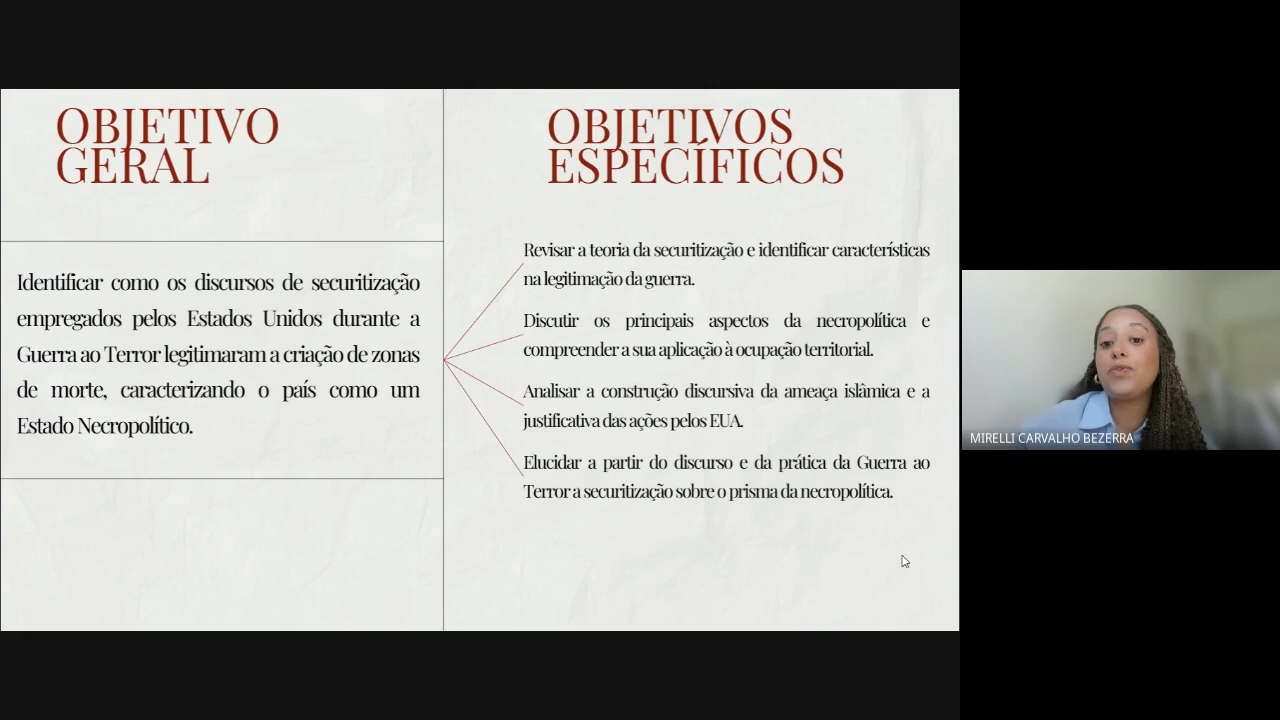 OBJETIVO
GERAL
Identificar como os discursos de securitização
empregados pelos Estados Unidos durante a
Guerra ao Terror legitimaram a criação de zonas
de morte, caracterizando o país como um
Estado Necropolítico.
OBJETIVOS
ESPECÍFICOS
Revisar a teoria da securitização e identificar características
na legitimação da guerra.
Discutir os principais aspectos da necropolítica e
compreender a sua aplicação à ocupação territorial.
Analisar a construção discursiva da ameaça islâmica e a
justificativa das ações pelos EUA.
Elucidar a partir do discurso e da prática da Guerra ao
Terror a securitização sobre o prisma da necropolítica.
MIRELLI CARVALHO BEZERRA